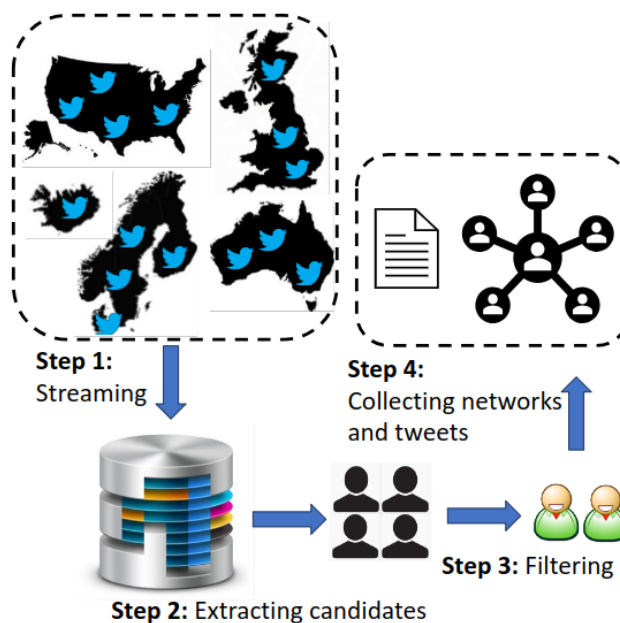 Step 1:
Streaming
Step 4:
Collecting networks
and tweets
Step 3: Filtering
Step 2: Extracting candidates